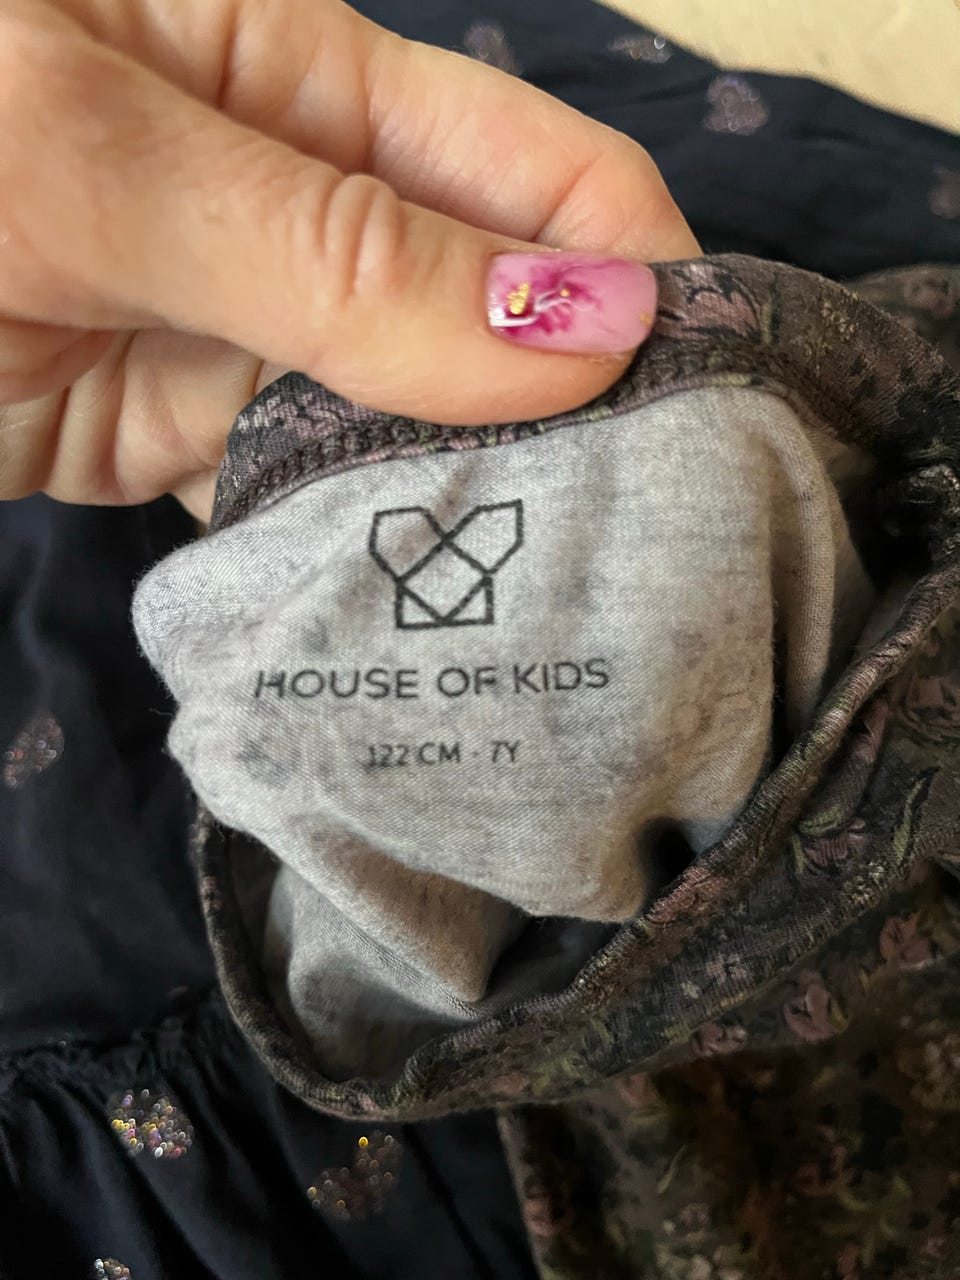 HOUSE OF KIDS
122 CM - 7Y